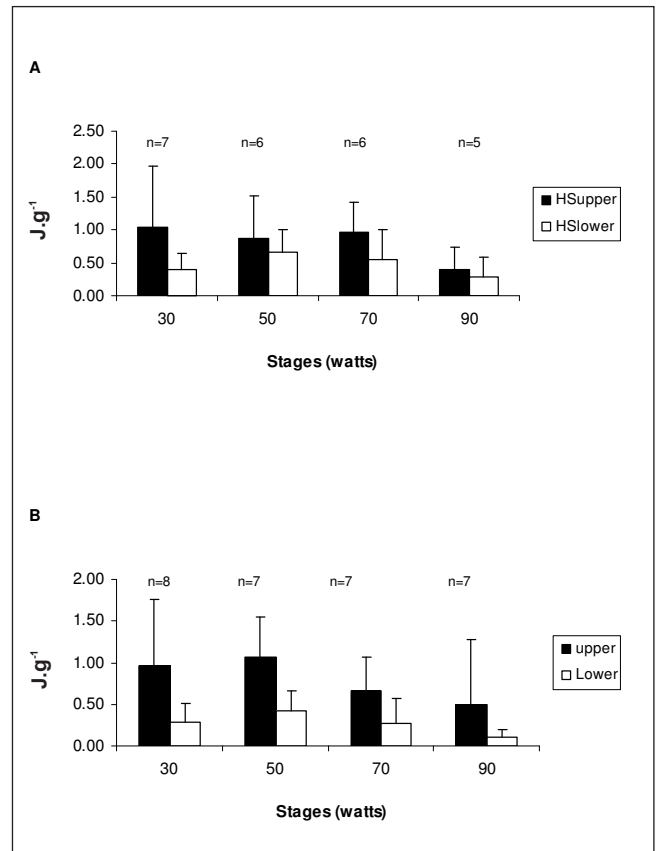 A
2.50
n=7 n=6 n=6 n=5
2.00
1.50
1.00
0.50
0.00
J.g-1
HSupper
HSlower
30 50 70 90
Stages (watts)
B
2.00
n=8 n=7 n=7 n=7
1.50
1.00
0.50
0.00
J.g-1
upper
Lower
30 50 70 90
Stages (watts)